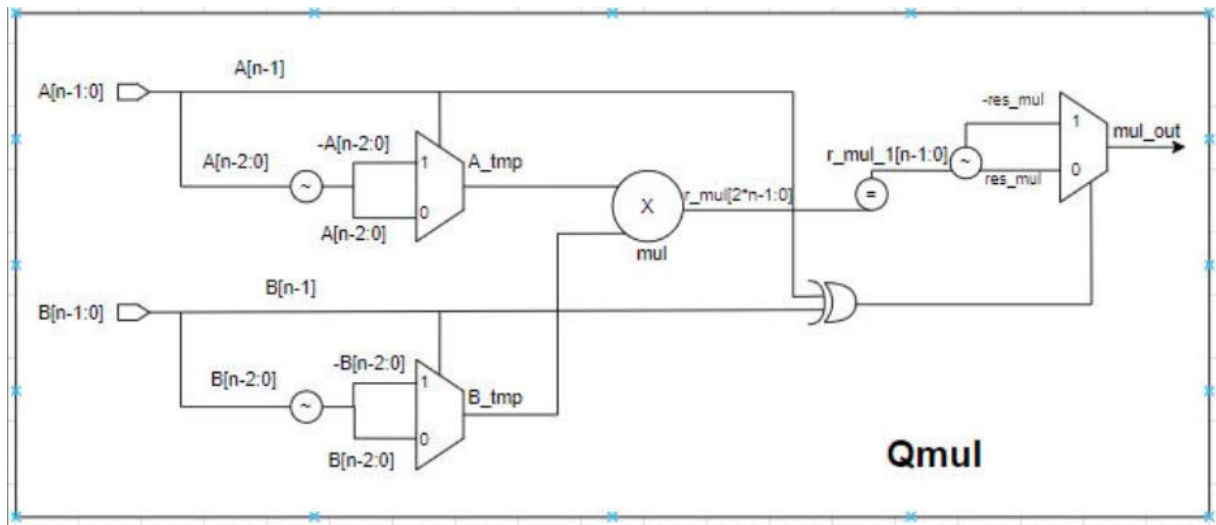 A[n-1:0]
A[n-1]
A[n-2:0]
~
-A[n-2:0]
A[n-2:0]
1
0
A_tmp
B[n-1:0]
B[n-1]
B[n-2:0]
~
-B[n-2:0]
B[n-2:0]
1
0
B_tmp
X
mul
r_mul[2*n-1:0]
=
r_mul_1[n-1:0]
~
-res_mul
res_mul
1
0
mul_out
Qmul